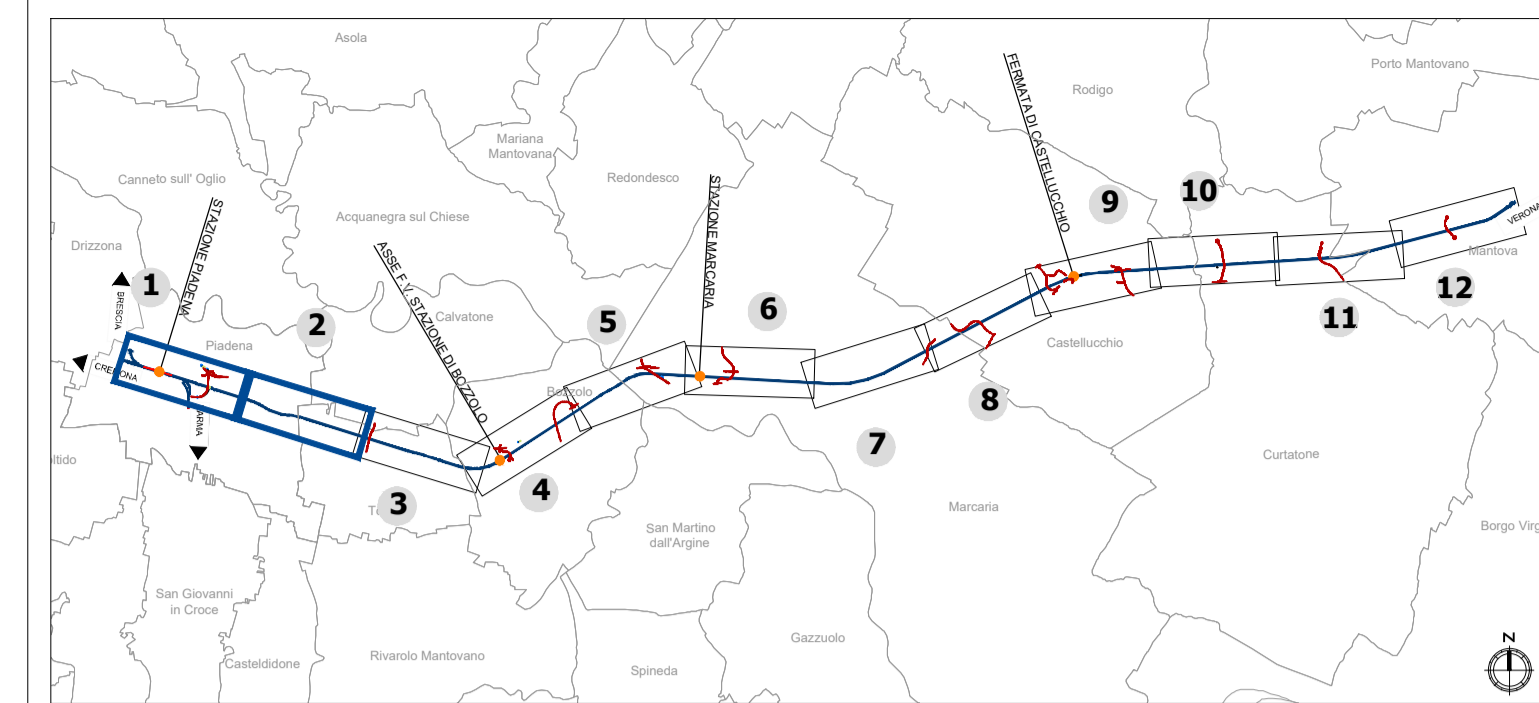 Asola
Porto Mantovano
Rodigo
FERMATA DI CASTELLUCCHIO
Mariana
Mantovana
Canneto sull' Oglio
Redondesco
STAZIONE MARCARIA
10
9
STAZIONE PIADENA
Acquanegra sul Chiese
VERONA
Drizzona
ASSE F.V. STAZIONE DI BOZZOLO
Mantova
1
BRESCIA
12
6
Calvatone
5
11
2
Piadena
Castellucchio
CREMONA
Bozzolo
8
ARMA
7
Curtatone
ltido
4
3
Marcaria
San Martino
dall'Argine
Borgo Virg
San Giovanni
in Croce
Gazzuolo
Rivarolo Mantovano
Casteldidone
Spineda
N